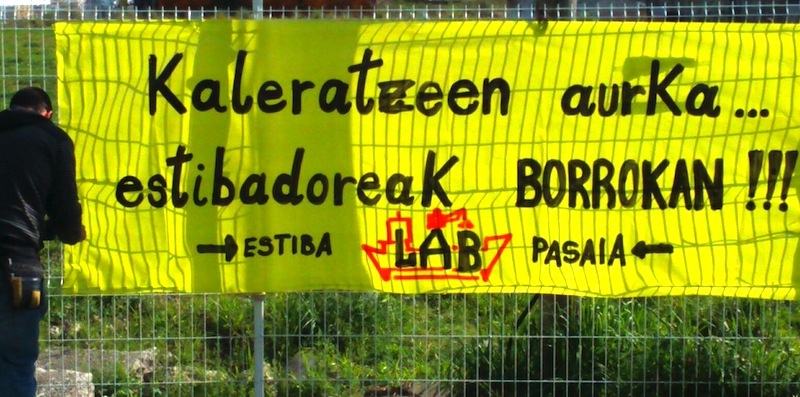 Kaleratzeen aurKa...
estibadoreaK BORROKAN!!!
→ESTIBA LAB PASAIA←